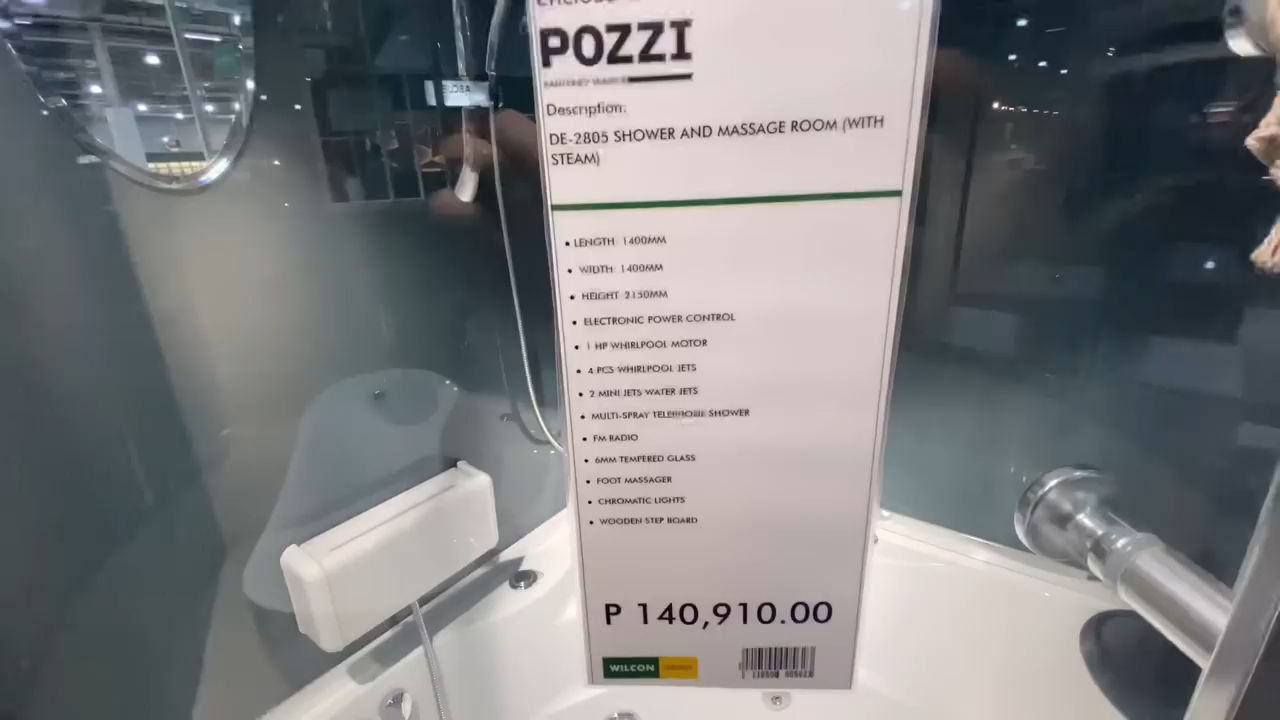 POZZI
SANITARY WARES
Description:
DE-2805 SHOWER AND MASSAGE ROOM (WITH
STEAM)
• LENGTH: 1400MM
• WIDTH: 1400MM
• HEIGHT: 2150MM
• ELECTRONIC POWER CONTROL
• 1 HP WHIRLPOOL MOTOR
• 4 PCS WHIRLPOOL JETS
• 2 MINI JETS WATER JETS
• MULTI-SPRAY TELEPHONE SHOWER
• FM RADIO
• 6MM TEMPERED GLASS
• FOOT MASSAGER
• CHROMATIC LIGHTS
• WOODEN STEP BOARD
P 140,910.00
WILCON